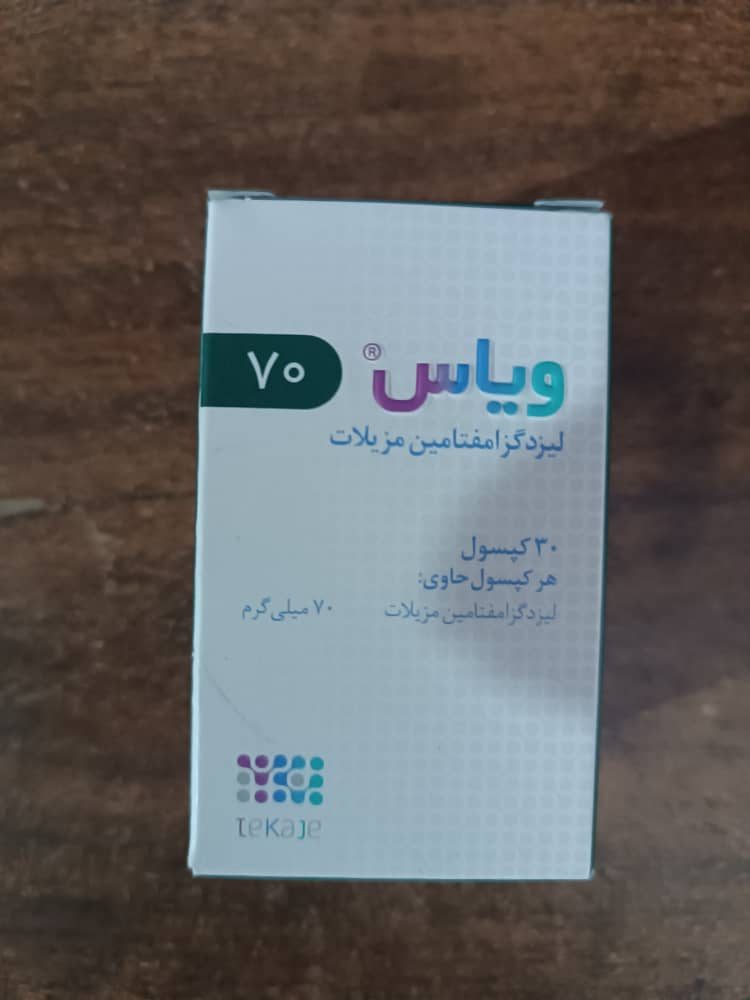 ویاس® ۷۰
لیزدگزامفتامین مزیلات
۳۰ کپسول
هر کپسول حاوی:
لیزدگزامفتامین مزیلات ۷۰ میلی‌گرم
TeKaJe